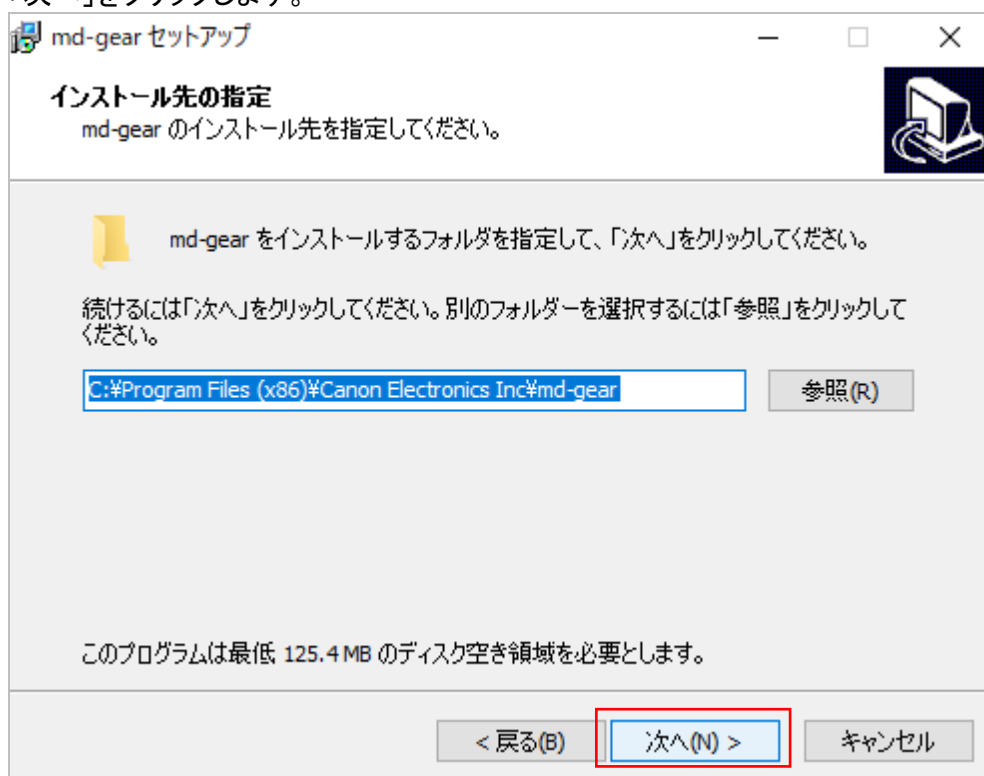 「次へ」をクリックします。
md-gear セットアップ
インストール先の指定
md-gear のインストール先を指定してください。
md-gear をインストールするフォルダを指定して、「次へ」をクリックしてください。
続けるには「次へ」をクリックしてください。別のフォルダーを選択するには「参照」をクリックして
ください。
C:¥Program Files (x86)¥Canon Electronics Inc¥md-gear
参照(R)
このプログラムは最低 125.4 MB のディスク空き領域を必要とします。
< 戻る(B)
次へ(N) >
キャンセル